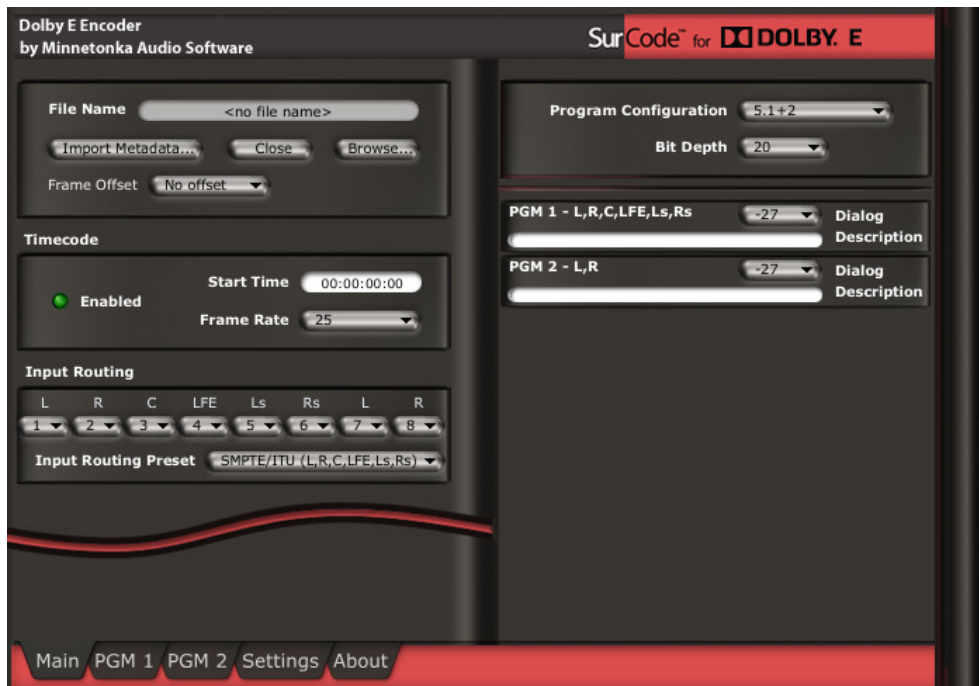 Dolby E Encoder
by Minnetonka Audio Software
SurCode™ for DOLBY. E
File Name <no file name>
Import Metadata... Close Browse...
Frame Offset No offset
Timecode
Enabled
Start Time 00:00:00:00
Frame Rate 25
Input Routing
L R C LFE Ls Rs L R
1 2 3 4 5 6 7 8
Input Routing Preset SMPTE/ITU (L,R,C,LFE,Ls,Rs)
Program Configuration 5.1+2
Bit Depth 20
PGM 1 - L,R,C,LFE,Ls,Rs -27 Dialog
Description
PGM 2 - L,R -27 Dialog
Description
Main PGM 1 PGM 2 Settings About